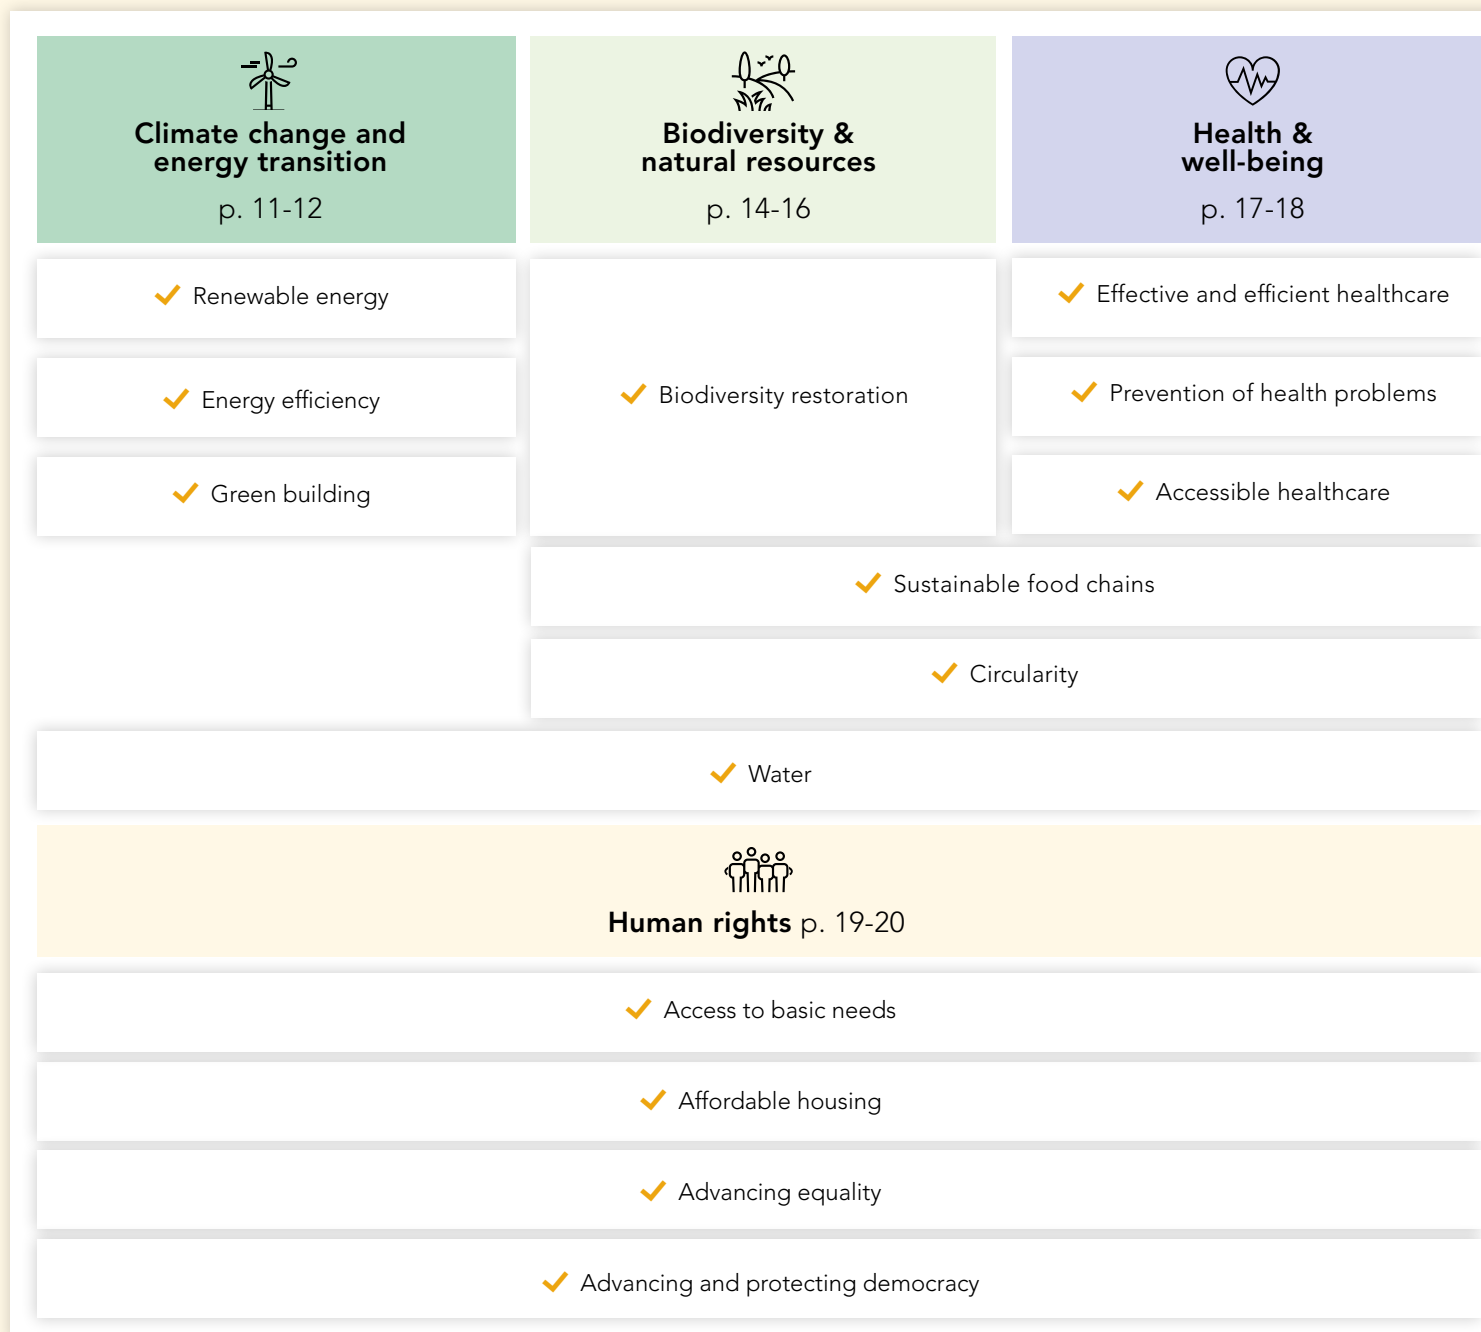 Climate change and
energy transition
p. 11-12
Biodiversity &
natural resources
p. 14-16
Health &
well-being
p. 17-18
Renewable energy
Energy efficiency
Green building
Biodiversity restoration
Effective and efficient healthcare
Prevention of health problems
Accessible healthcare
Sustainable food chains
Circularity
Water
Human rights p. 19-20
Access to basic needs
Affordable housing
Advancing equality
Advancing and protecting democracy